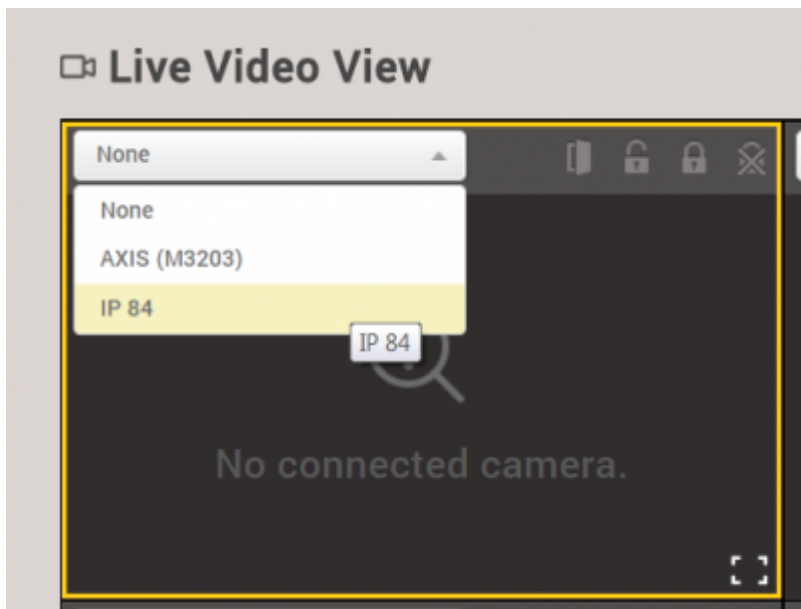 Live Video View
None
None
AXIS (M3203)
IP 84
IP 84
No connected camera.